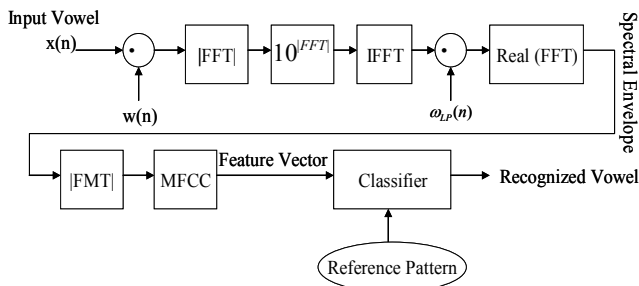 Input Vowel
x(n)
|FFT|
10^|FFT|
IFFT
Real (FFT)
Spectral Envelope
w(n)
ω_LP(n)
|FMT|
MFCC
Feature Vector
Classifier
Recognized Vowel
Reference Pattern